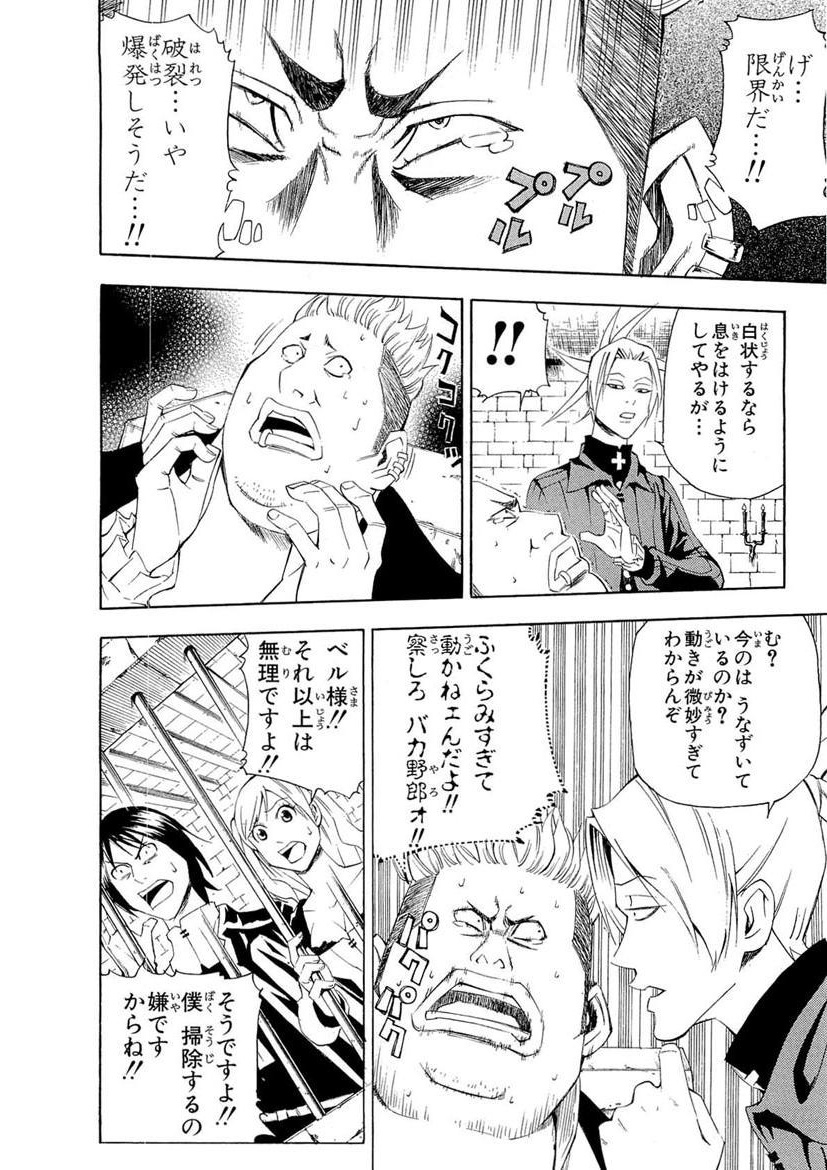 げ…
限界だ…
破裂…いや
爆発しそうだ…!!
プルプル
白状するなら
息をはけるように
してやるが…
!!
コクコクコク
む?
今のは うなずいて
いるのか?
動きが微妙すぎて
わからんぞ
ふくらみすぎて
動かねェんだよ!!
察しろ バカ野郎ォ!!
パクパク
ベル様!!
それ以上は
無理ですよ!!
そうですよ!!
僕 掃除するの
嫌です
からね!!